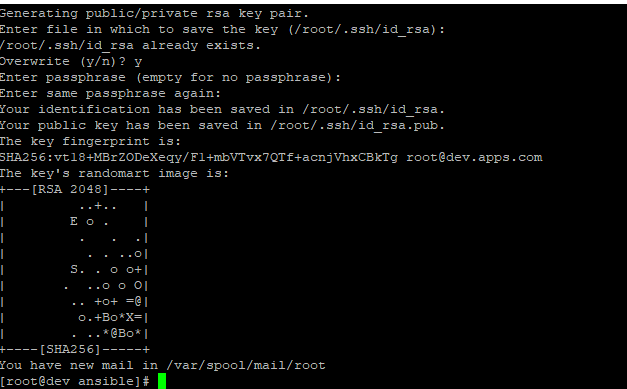 Generating public/private rsa key pair.
Enter file in which to save the key (/root/.ssh/id_rsa):
/root/.ssh/id_rsa already exists.
Overwrite (y/n)? y
Enter passphrase (empty for no passphrase):
Enter same passphrase again:
Your identification has been saved in /root/.ssh/id_rsa.
Your public key has been saved in /root/.ssh/id_rsa.pub.
The key fingerprint is:
SHA256:vt18+MBrZODeXeqy/F1+mbVTvx7QTf+acnjVhxCBkTg root@dev.apps.com
The key's randomart image is:
+---[RSA 2048]----+
|         ..+..   |
|        E o .    |
|         .   .  .|
|          . . ..o|
|        S. . o o+|
|       .  ..o o O|
|        .. +o+ =@|
|         o.+Bo*X=|
|        . ..*@Bo*|
+----[SHA256]-----+
You have new mail in /var/spool/mail/root
[root@dev ansible]#